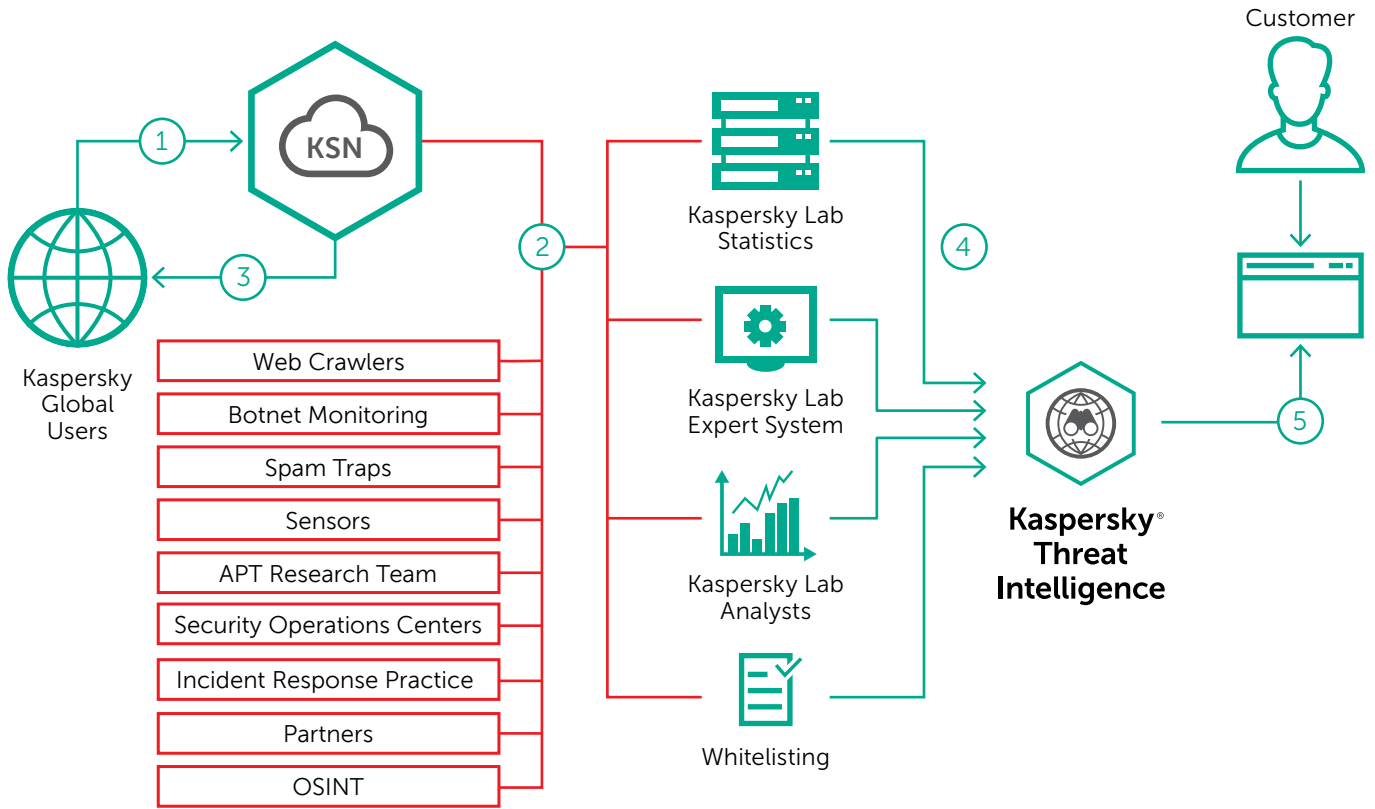 Customer
1
KSN
2
3
4
5
Kaspersky
Global
Users
Web Crawlers
Botnet Monitoring
Spam Traps
Sensors
APT Research Team
Security Operations Centers
Incident Response Practice
Partners
OSINT
Kaspersky Lab
Statistics
Kaspersky Lab
Expert System
Kaspersky Lab
Analysts
Whitelisting
Kaspersky®
Threat
Intelligence